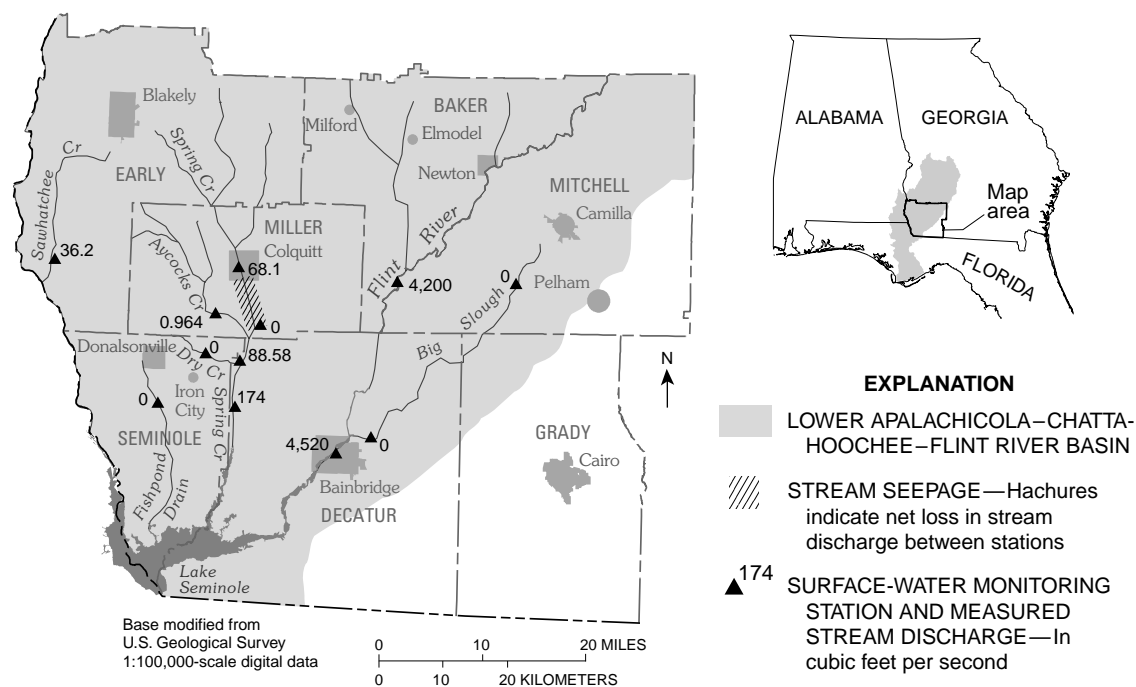 Blakely
BAKER
Milford
Elmodel
Spring Cr
Cr
Newton
EARLY
MITCHELL
Sawhatchee
Camilla
MILLER
Colquitt
Aycocks Cr
36.2
68.1
Flint River
4,200
0
Pelham
Slough
0.964
0
Donalsonville
0
Dry Cr
88.58
Big
Iron
City
Spring Cr
174
0
SEMINOLE
GRADY
4,520
0
Cairo
Fishpond
Drain
Bainbridge
DECATUR
Lake
Seminole
N
Base modified from
U.S. Geological Survey
1:100,000-scale digital data
0 10 20 MILES
0 10 20 KILOMETERS
ALABAMA
GEORGIA
Map
area
FLORIDA
EXPLANATION
LOWER APALACHICOLA–CHATTA-
HOOCHEE–FLINT RIVER BASIN
STREAM SEEPAGE—Hachures
indicate net loss in stream
discharge between stations
174 SURFACE-WATER MONITORING
STATION AND MEASURED
STREAM DISCHARGE—In
cubic feet per second